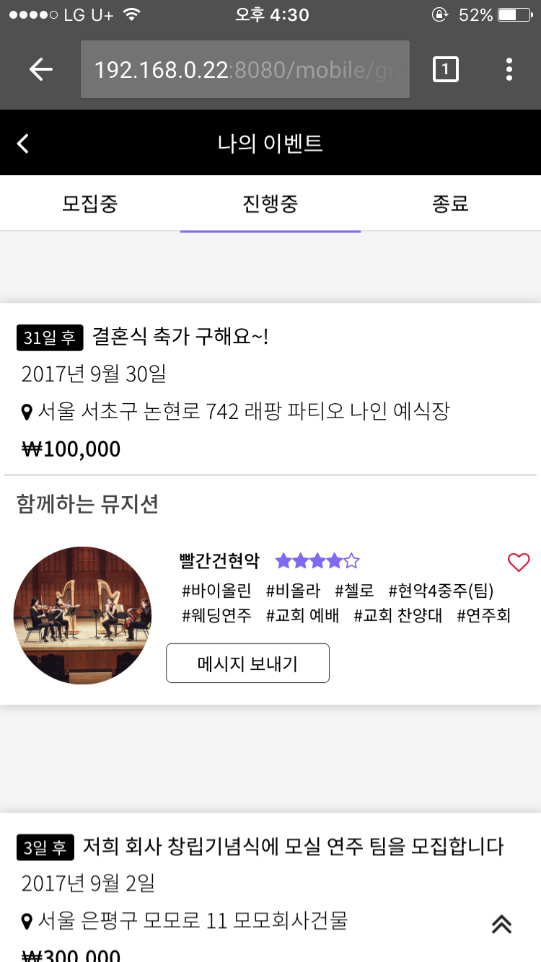 LG U+ 오후 4:30 52%
192.168.0.22:8080/mobile/gn
1
나의 이벤트
모집중 진행중 종료
31일 후 결혼식 축가 구해요~!
2017년 9월 30일
서울 서초구 논현로 742 래팡 파티오 나인 예식장
₩100,000
함께하는 뮤지션
빨간건현악
#바이올린 #비올라 #첼로 #현악4중주(팀)
#웨딩연주 #교회 예배 #교회 찬양대 #연주회
메시지 보내기
3일 후 저희 회사 창립기념식에 모실 연주 팀을 모집합니다
2017년 9월 2일
서울 은평구 모모로 11 모모회사건물
₩300,000